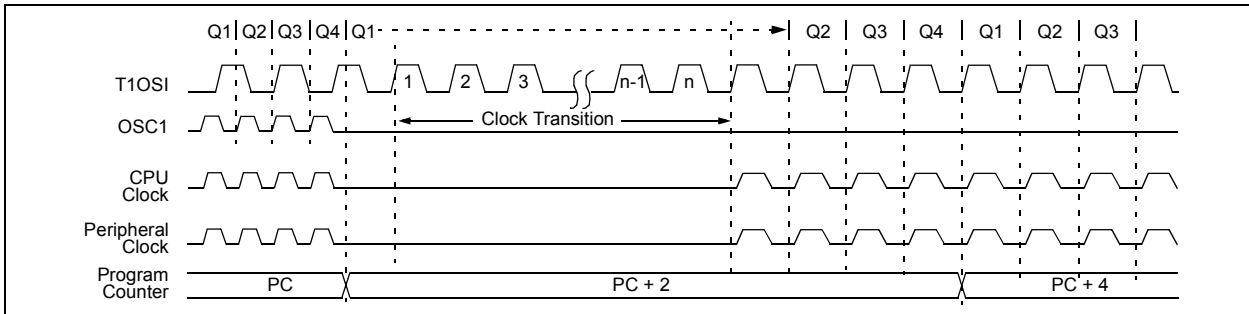 Q1 Q2 Q3 Q4 Q1 Q2 Q3 Q4 Q1 Q2 Q3
T1OSI 1 2 3 n-1 n
OSC1 Clock Transition
CPU
Clock
Peripheral
Clock
Program
Counter
PC PC + 2 PC + 4